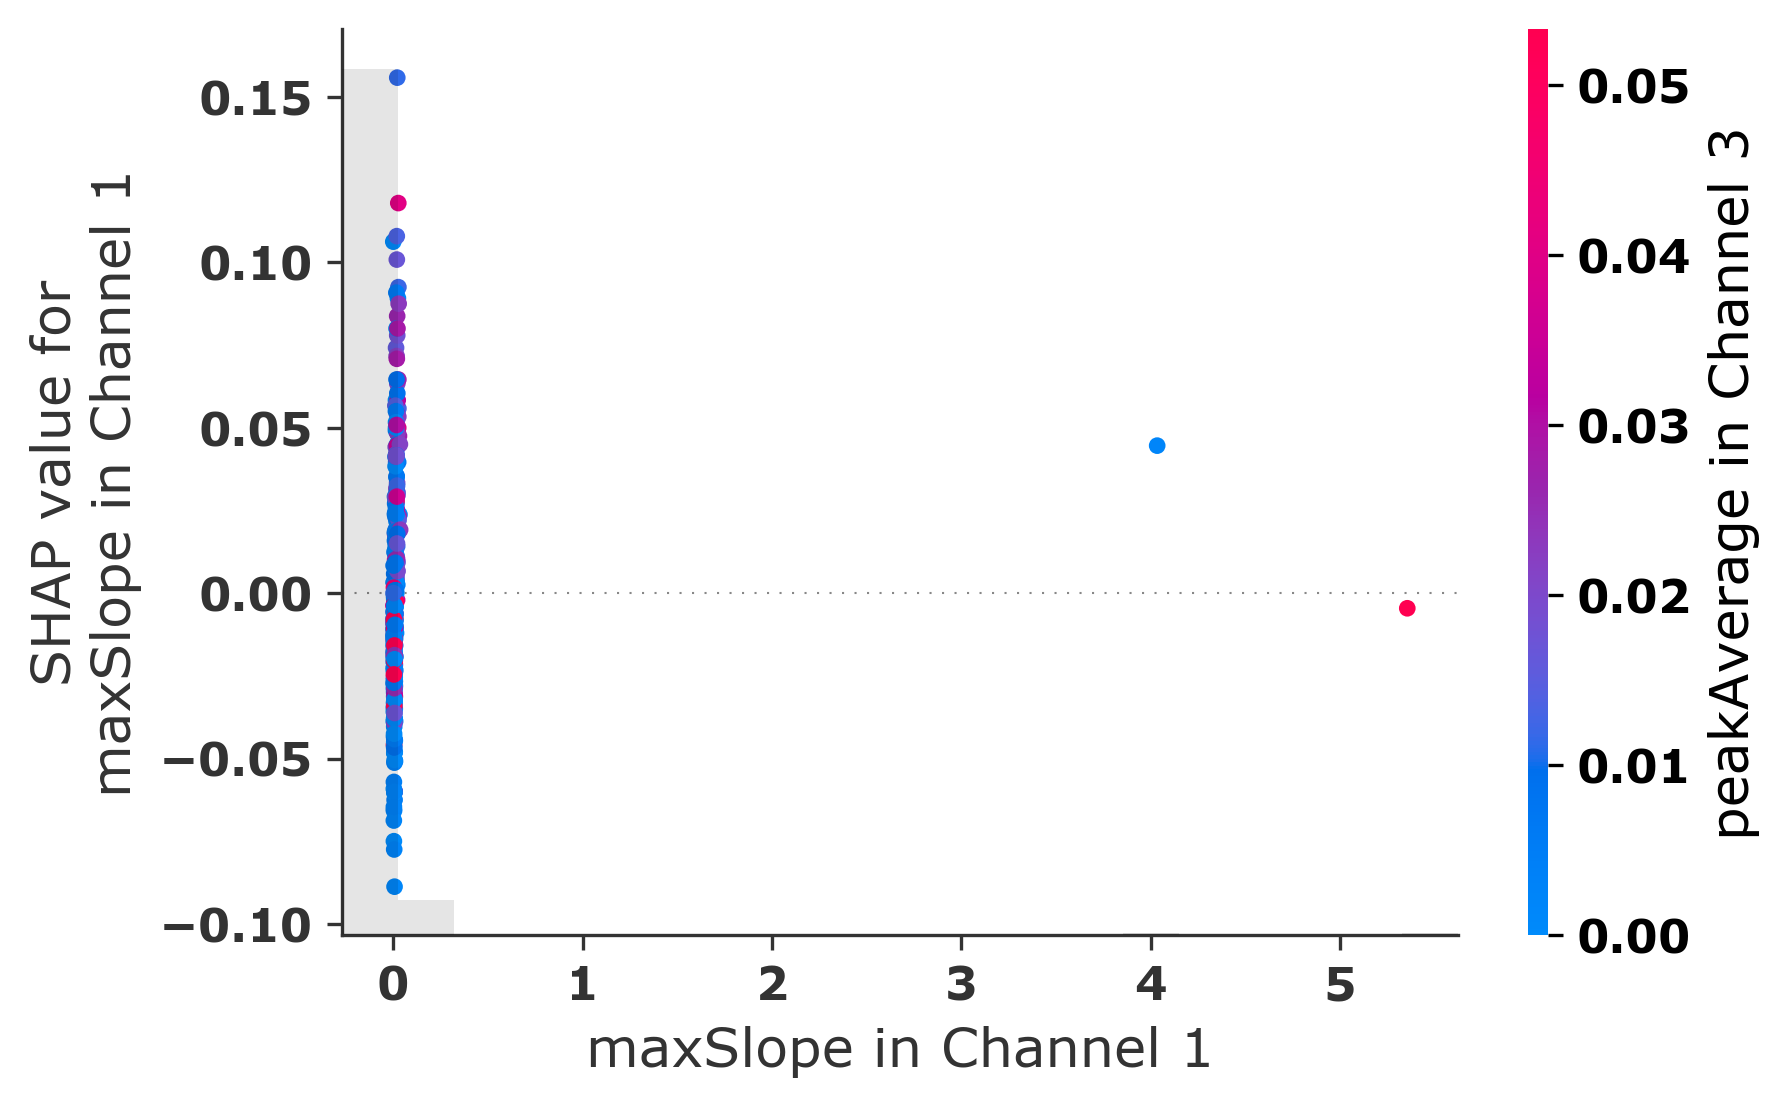 SHAP value for
maxSlope in Channel 1
0.15
0.10
0.05
0.00
−0.05
−0.10
0 1 2 3 4 5
maxSlope in Channel 1
0.05
0.04
0.03
0.02
0.01
0.00
peakAverage in Channel 3